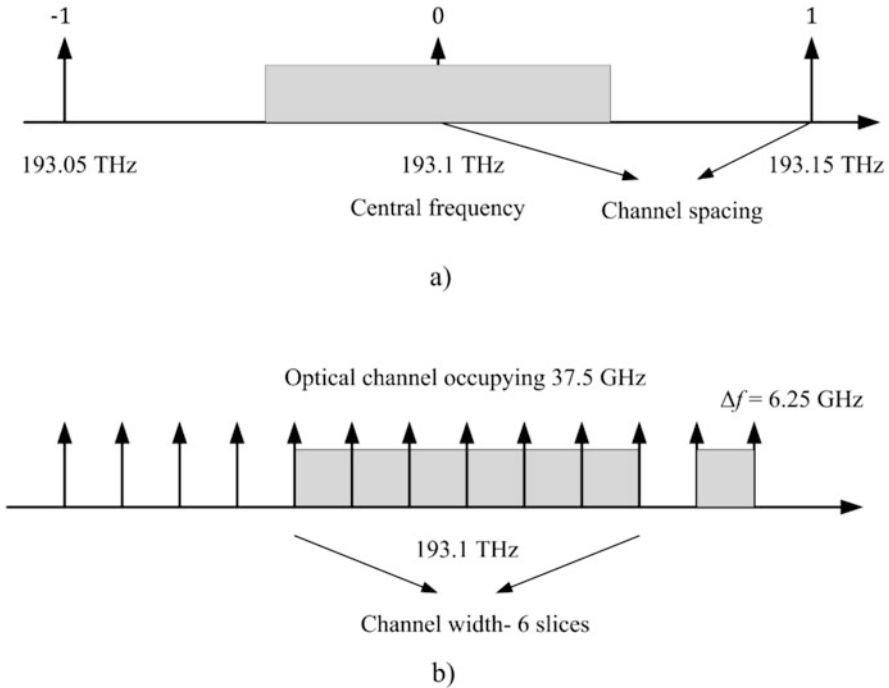 -1 0 1
193.05 THz 193.1 THz 193.15 THz
Central frequency Channel spacing
a)
Optical channel occupying 37.5 GHz
Δf = 6.25 GHz
193.1 THz
Channel width- 6 slices
b)